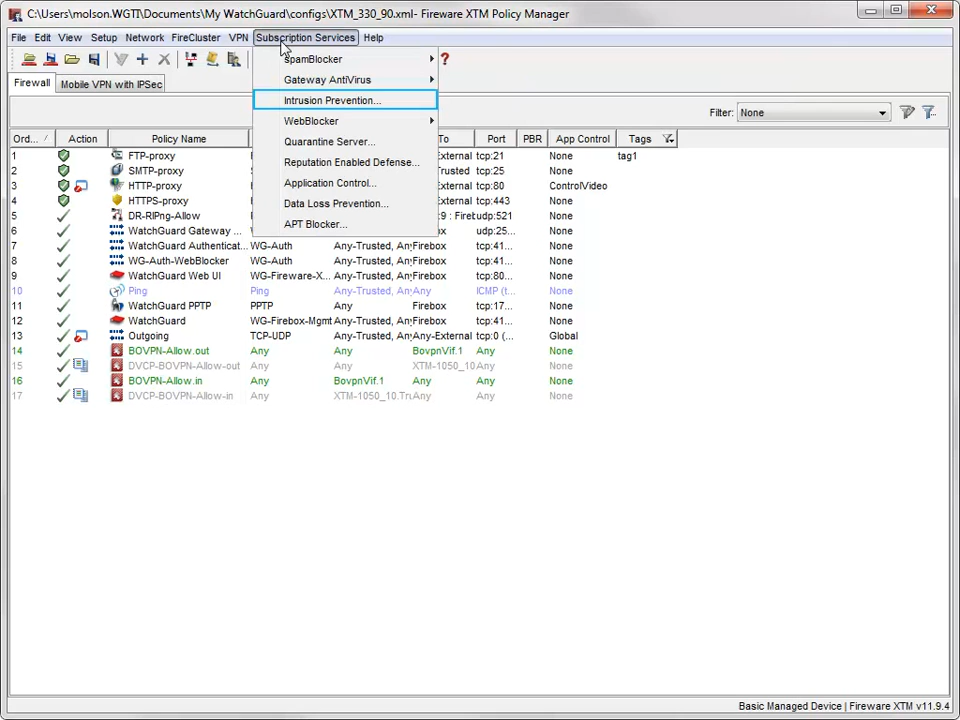 C:\Users\molson.WGTI\Documents\My WatchGuard\configs\XTM_330_90.xml- Fireware XTM Policy Manager
File Edit View Setup Network FireCluster VPN Subscription Services Help
spamBlocker
Gateway AntiVirus
Intrusion Prevention...
WebBlocker
Quarantine Server...
Reputation Enabled Defense...
Application Control...
Data Loss Prevention...
APT Blocker...
Firewall Mobile VPN with IPSec
Filter: None
Ord... Action Policy Name To Port PBR App Control Tags
1 FTP-proxy External tcp:21 None tag1
2 SMTP-proxy Trusted tcp:25 None
3 HTTP-proxy External tcp:80 ControlVideo
4 HTTPS-proxy External tcp:443 None
5 DR-RIPng-Allow :9 : Firet udp:521 None
6 WatchGuard Gateway ... udp:25... None
7 WatchGuard Authenticat... WG-Auth Any-Trusted, An Firebox tcp:41... None
8 WG-Auth-WebBlocker WG-Auth Any-Trusted, An Firebox tcp:41... None
9 WatchGuard Web UI WG-Fireware-X... Any-Trusted, An Firebox tcp:80... None
10 Ping Ping Any-Trusted, An Any ICMP (t... None
11 WatchGuard PPTP PPTP Any Firebox tcp:17... None
12 WatchGuard WG-Firebox-Mgmt Any-Trusted, An Firebox tcp:41... None
13 Outgoing TCP-UDP Any-Trusted, An Any-External tcp:0 (... Global
14 BOVPN-Allow.out Any Any BovpnVif.1 Any None
15 DVCP-BOVPN-Allow-out Any Any XTM-1050_10 Any None
16 BOVPN-Allow.in Any BovpnVif.1 Any Any None
17 DVCP-BOVPN-Allow-in Any XTM-1050_10.Tru Any Any None
Basic Managed Device | Fireware XTM v11.9.4